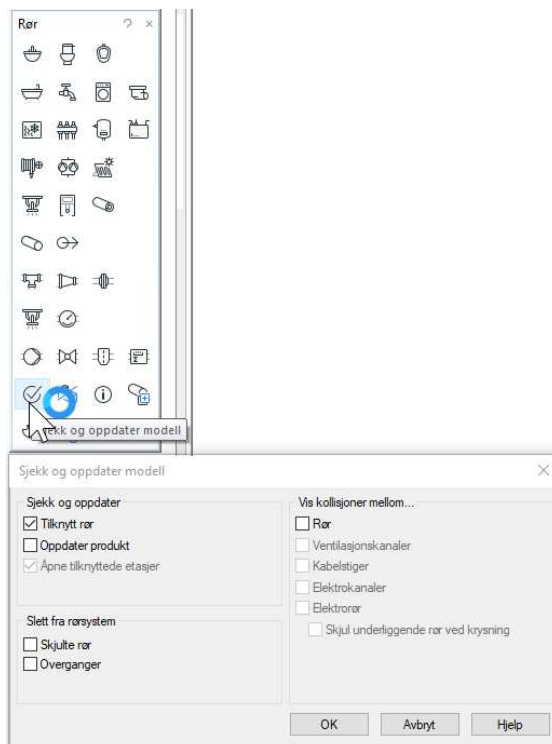 Rør
Sjekk og oppdater modell
Sjekk og oppdater modell
Sjekk og oppdater
Tilknytt rør
Oppdater produkt
Åpne tilknyttede etasjer
Slett fra rørsystem
Skjulte rør
Overganger
Vis kollisjoner mellom...
Rør
Ventilasjonskanaler
Kabelstiger
Elektrokanaler
Elektrorør
Skjul underliggende rør ved krysning
OK
Avbryt
Hjelp